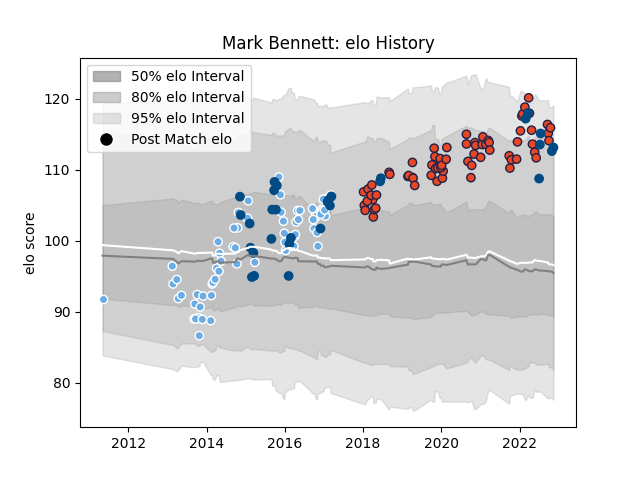 Mark Bennett: elo History
50% elo Interval
80% elo Interval
95% elo Interval
Post Match elo
elo score
120
110
100
90
80
2012
2014
2016
2018
2020
2022